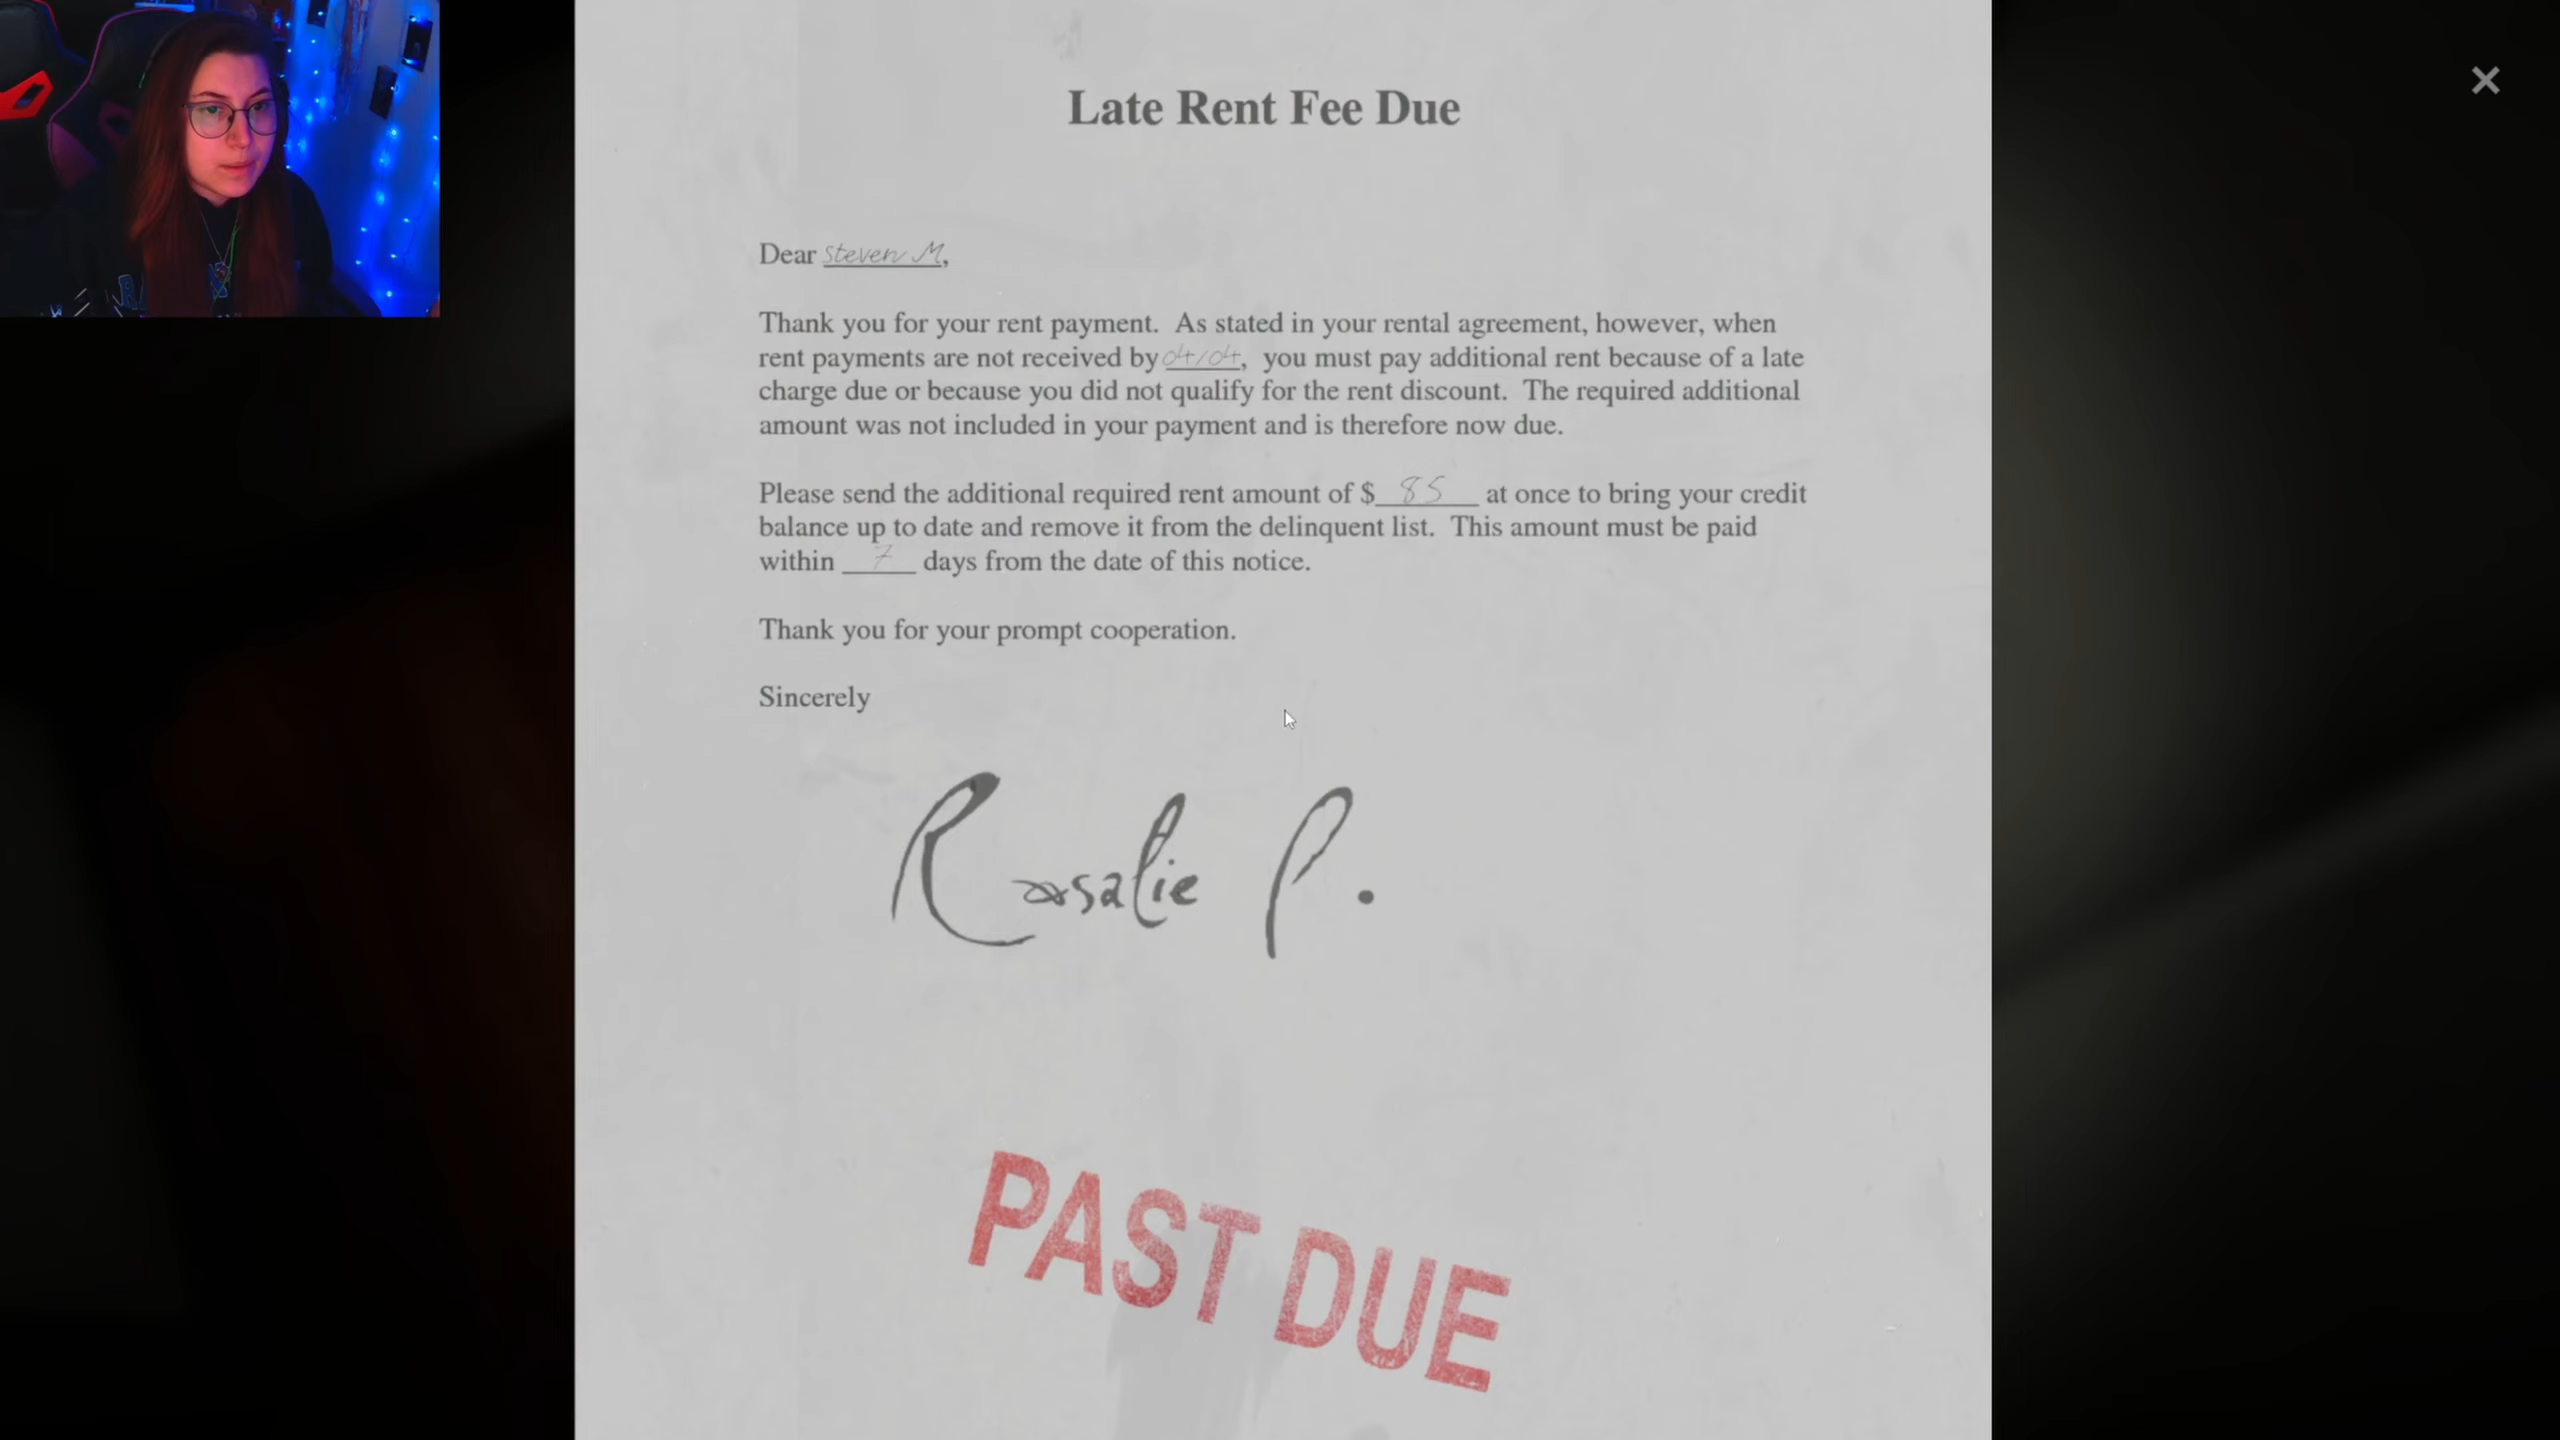 Late Rent Fee Due
Dear Steven M,
Thank you for your rent payment. As stated in your rental agreement, however, when
rent payments are not received by 04/04, you must pay additional rent because of a late
charge due or because you did not qualify for the rent discount. The required additional
amount was not included in your payment and is therefore now due.
Please send the additional required rent amount of $ 85 at once to bring your credit
balance up to date and remove it from the delinquent list. This amount must be paid
within 7 days from the date of this notice.
Thank you for your prompt cooperation.
Sincerely
Rosalie P.
PAST DUE